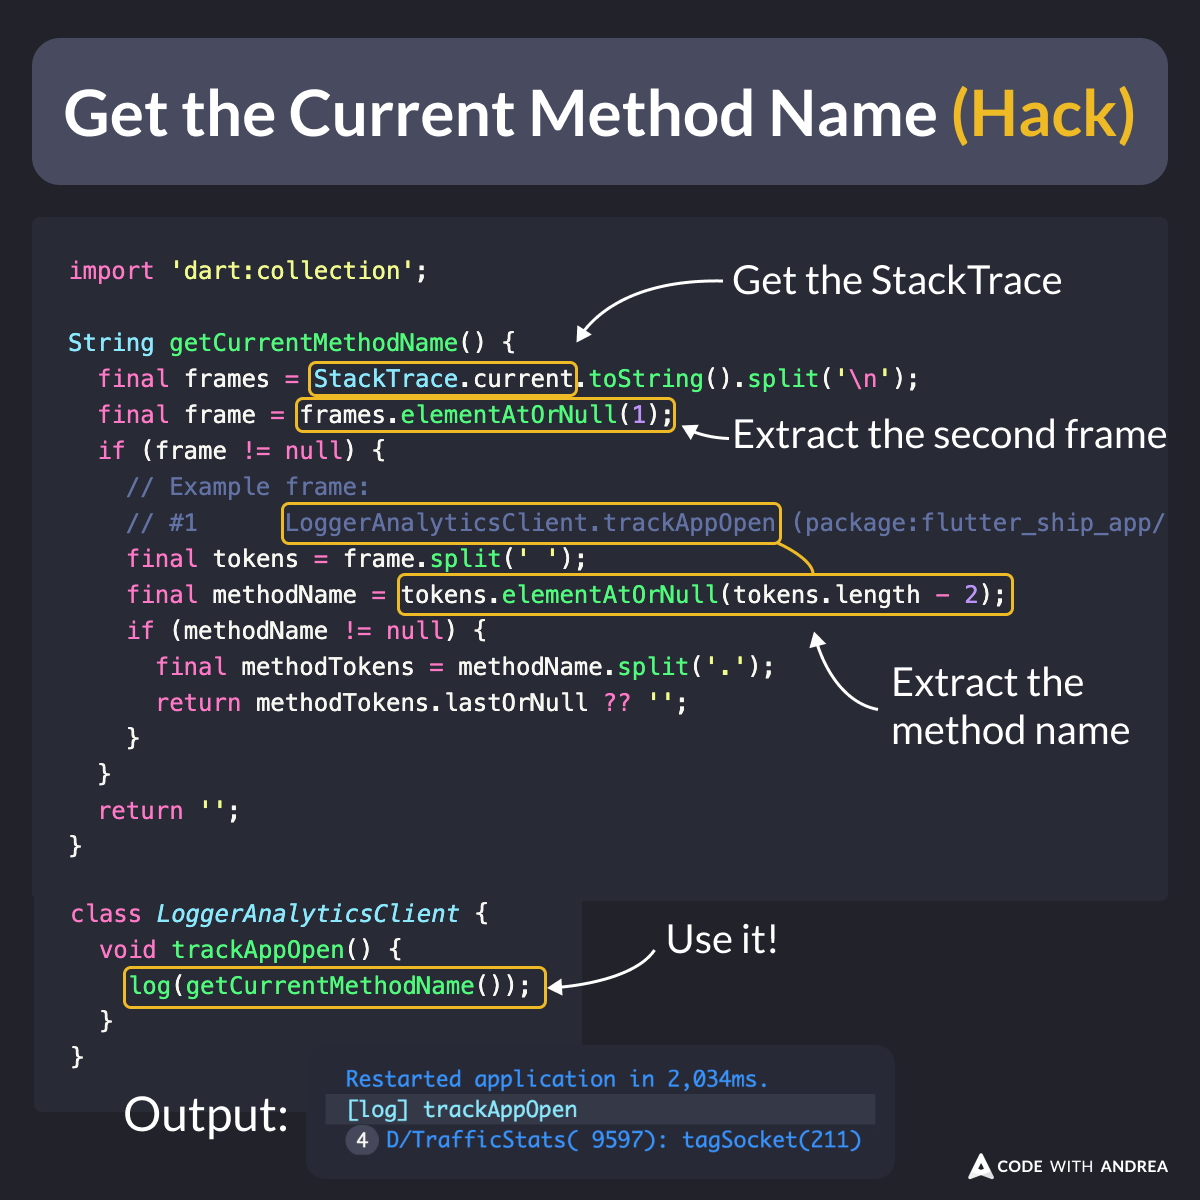 Get the Current Method Name (Hack)
import 'dart:collection';
Get the StackTrace
String getCurrentMethodName() {
final frames = StackTrace.current.toString().split('\n');
final frame = frames.elementAtOrNull(1);
Extract the second frame
if (frame != null) {
// Example frame:
// #1      LoggerAnalyticsClient.trackAppOpen (package:flutter_ship_app/
final tokens = frame.split(' ');
final methodName = tokens.elementAtOrNull(tokens.length - 2);
if (methodName != null) {
final methodTokens = methodName.split('.');
return methodTokens.lastOrNull ?? '';
Extract the
method name
}
}
return '';
}
class LoggerAnalyticsClient {
void trackAppOpen() {
Use it!
log(getCurrentMethodName());
}
}
Output:
Restarted application in 2,034ms.
[log] trackAppOpen
4 D/TrafficStats( 9597): tagSocket(211)
CODE WITH ANDREA